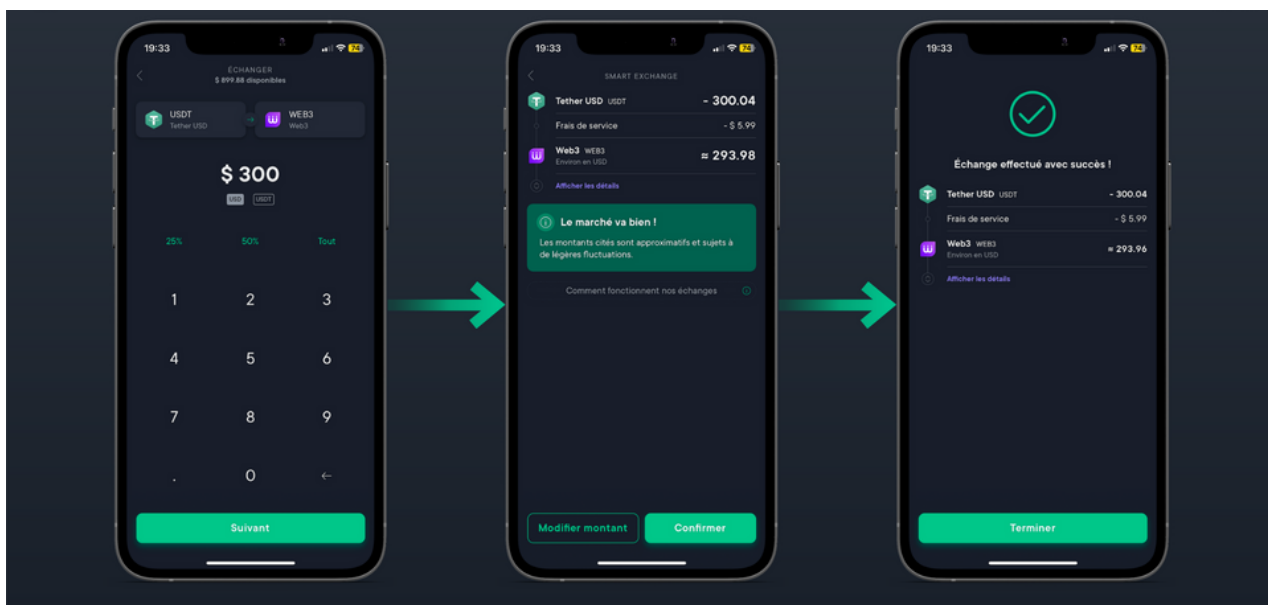 19:33
74
ÉCHANGER
$ 899.88 disponibles
USDT
Tether USD
WEB3
Web3
$ 300
USD USDT
25% 50% Tout
1 2 3
4 5 6
7 8 9
. 0 ←
Suivant
19:33
74
SMART EXCHANGE
Tether USD USDT - 300.04
Frais de service - $ 5.99
Web3 WEB3 ≈ 293.98
Environ en USD
Afficher les détails
Le marché va bien !
Les montants cités sont approximatifs et sujets à
de légères fluctuations.
Comment fonctionnent nos échanges
Modifier montant Confirmer
19:33
74
Échange effectué avec succès !
Tether USD USDT - 300.04
Frais de service - $ 5.99
Web3 WEB3 ≈ 293.96
Environ en USD
Afficher les détails
Terminer